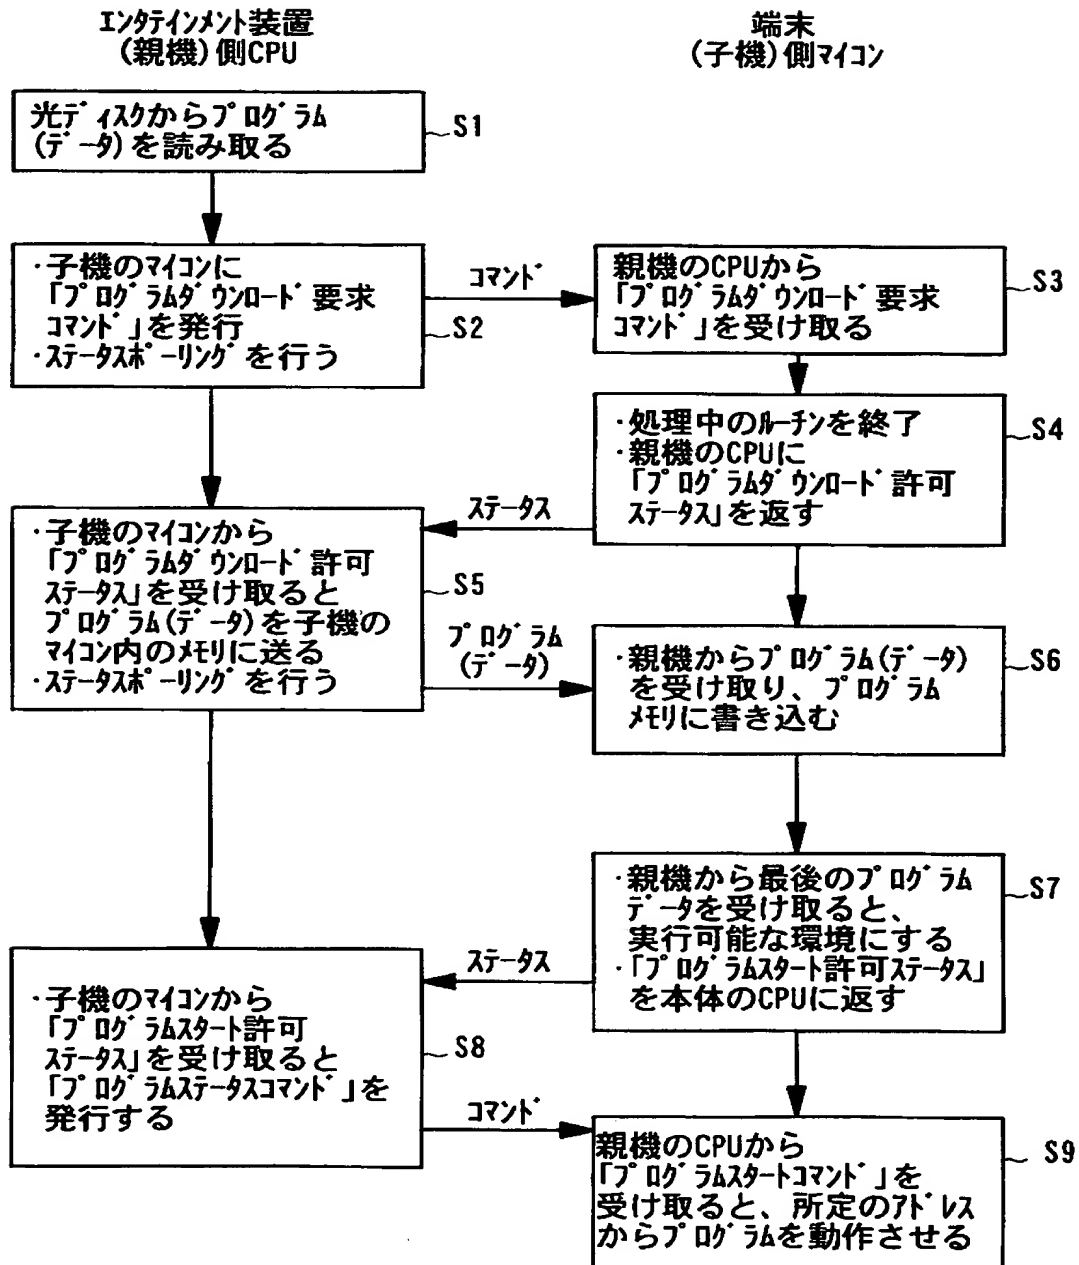 エンタテインメント装置
(親機)側CPU
端末
(子機)側マイコン
光ディスクからプログラム
(データ)を読み取る
S1
・子機のマイコンに
「プログラムダウンロード要求
コマンド」を発行
・ステータスポーリングを行う
S2
コマンド
親機のCPUから
「プログラムダウンロード要求
コマンド」を受け取る
S3
・処理中のルーチンを終了
・親機のCPUに
「プログラムダウンロード許可
ステータス」を返す
S4
ステータス
・子機のマイコンから
「プログラムダウンロード許可
ステータス」を受け取ると
プログラム(データ)を子機の
マイコン内のメモリに送る
・ステータスポーリングを行う
S5
プログラム
(データ)
・親機からプログラム(データ)
を受け取り、プログラム
メモリに書き込む
S6
・親機から最後のプログラム
データを受け取ると、
実行可能な環境にする
・「プログラムスタート許可ステータス」
を本体のCPUに返す
S7
ステータス
・子機のマイコンから
「プログラムスタート許可
ステータス」を受け取ると
「プログラムステータスコマンド」を
発行する
S8
コマンド
親機のCPUから
「プログラムスタートコマンド」を
受け取ると、所定のアドレス
からプログラムを動作させる
S9